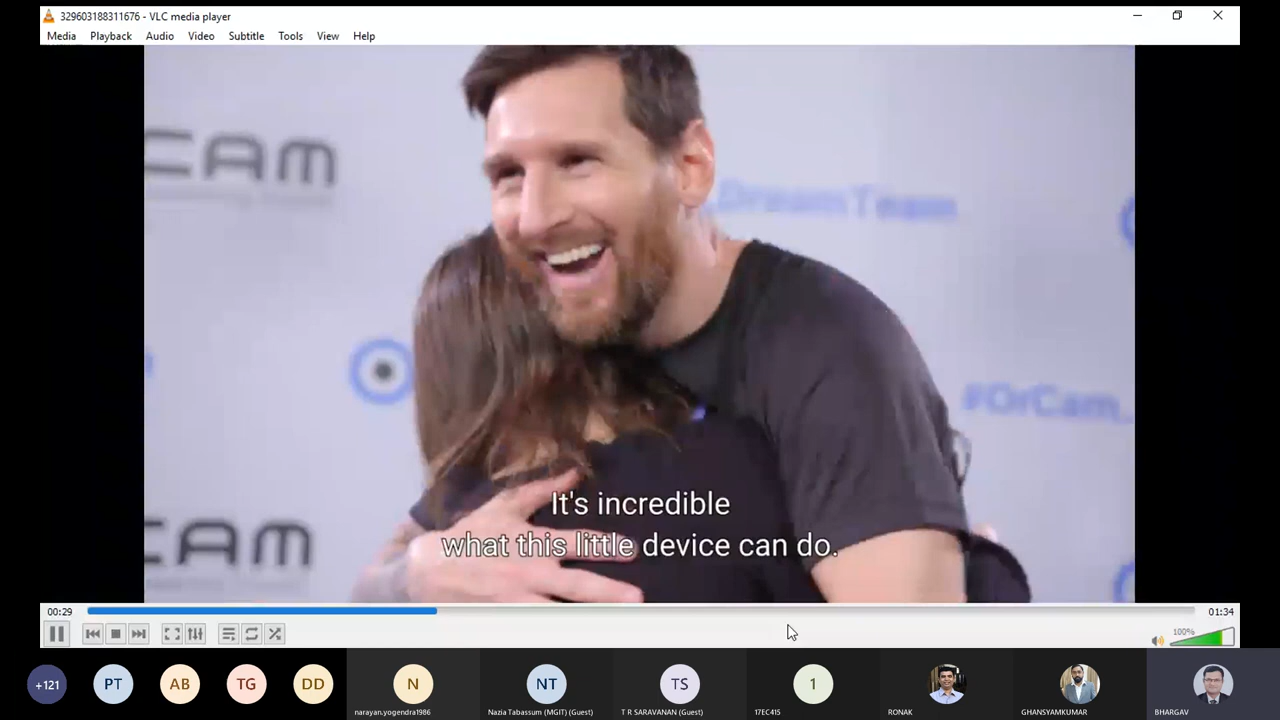 329603188311676 - VLC media player
Media Playback Audio Video Subtitle Tools View Help
CAM
DreamTeam
#OrCam_
CAM
It's incredible
what this little device can do.
00:29
01:34
100%
+121
PT
AB
TG
DD
N
NT
TS
1
narayan.yogendra1986
Nazia Tabassum (MGIT) (Guest)
T R SARAVANAN (Guest)
17EC415
RONAK
GHANSYAMKUMAR
BHARGAV